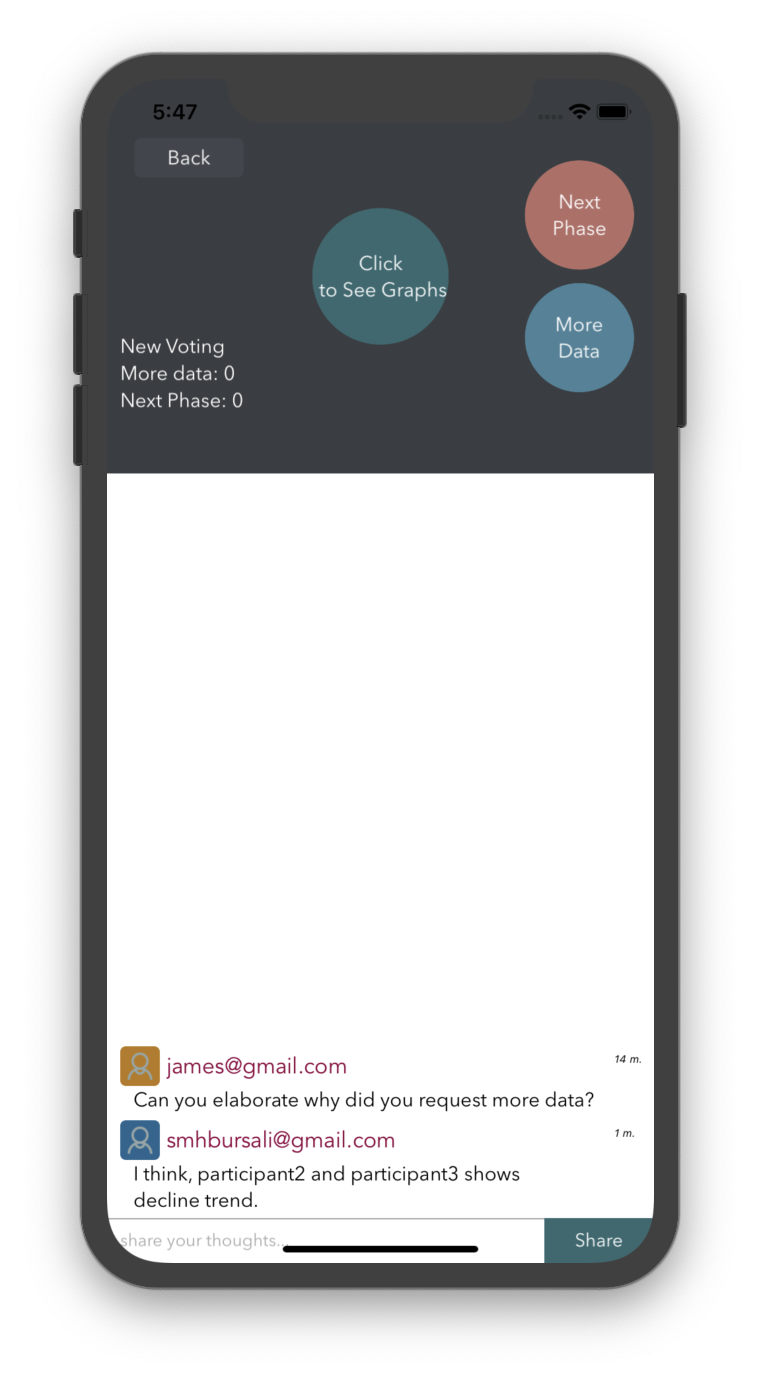 5:47
Back
Next
Phase
Click
to See Graphs
More
Data
New Voting
More data: 0
Next Phase: 0
james@gmail.com
14 m.
Can you elaborate why did you request more data?
smhbursali@gmail.com
1 m.
I think, participant2 and participant3 shows
decline trend.
share your thoughts...
Share